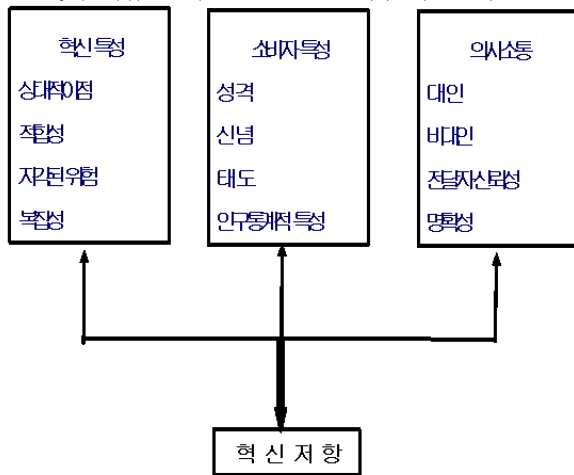 혁신 특성
상대적이점
적합성
지각된 위험
복잡성
소비자 특성
성격
신념
태도
인구통계적 특성
의사소통
대인
비대인
전달자 신뢰성
명확성
혁 신 저 항